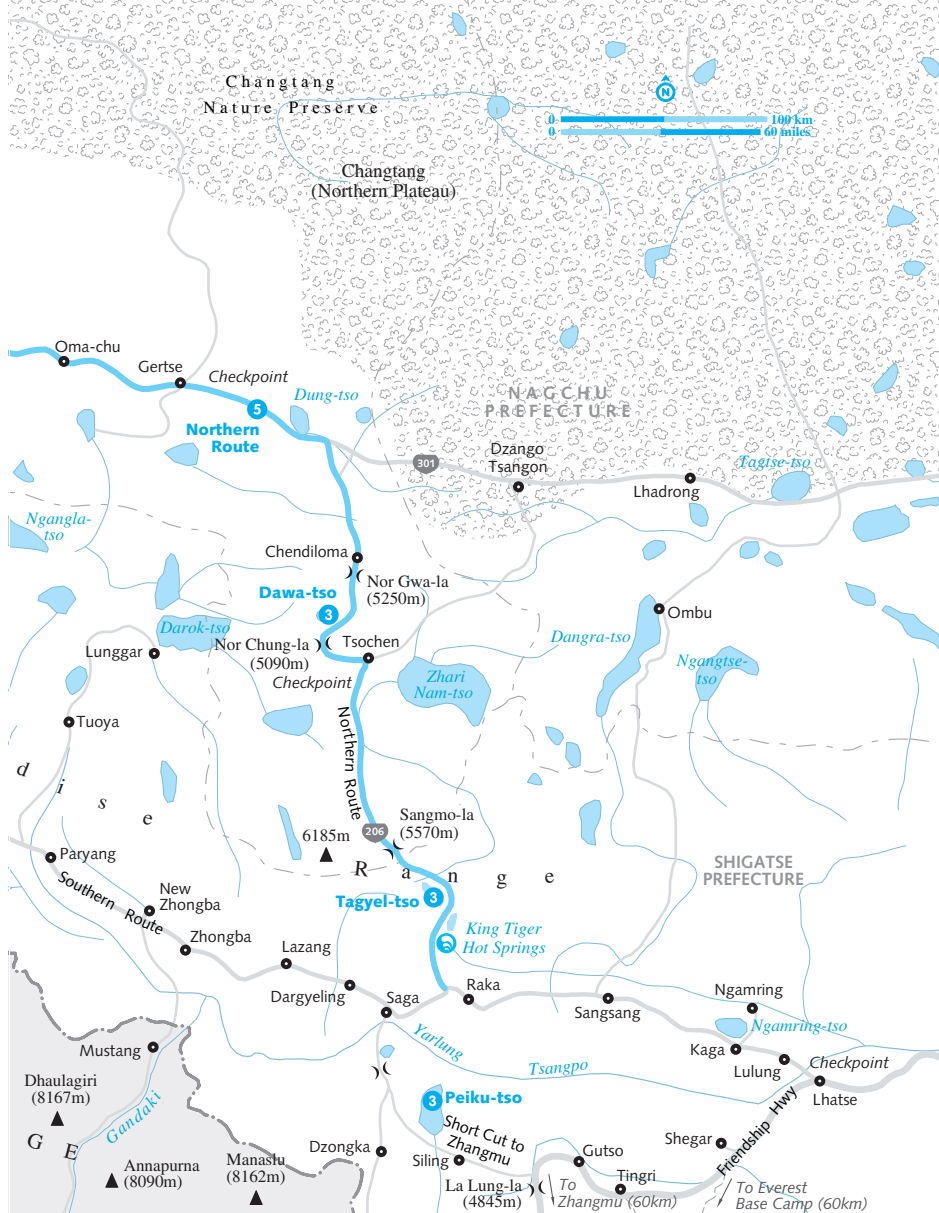 Changtang
Nature Preserve
N
0
100 km
0
60 miles
Changtang
(Northern Plateau)
Oma-chu
Gertse
Checkpoint
Dung-tso
5
Northern
Route
NAGCHU
PREFECTURE
301
Dzango
Tsangon
Lhadrong
Tagtse-tso
Ngangla-
tso
Chendiloma
Nor Gwa-la
(5250m)
Dawa-tso
3
Darok-tso
Nor Chung-la
(5090m)
Tsochen
Checkpoint
Lunggar
Ombu
Dangra-tso
Ngangtse-
tso
Zhari
Nam-tso
Tuoya
Northern Route
d i s e
206
Sangmo-la
(5570m)
6185m
R a n g e
SHIGATSE
PREFECTURE
Paryang
Southern Route
New
Zhongba
Zhongba
Tagyel-tso
3
King Tiger
Hot Springs
Lazang
Dargyeling
Saga
Raka
Sangsang
Ngamring
Ngamring-tso
Kaga
Lulung
Checkpoint
Lhatse
Yarlung
Tsangpo
Mustang
Dhaulagiri
(8167m)
Gandaki
G E
Annapurna
(8090m)
Manaslu
(8162m)
3
Peiku-tso
Short Cut to
Zhangmu
Dzongka
Siling
La Lung-la
(4845m)
To
Zhangmu (60km)
Gutso
Tingri
Shegar
Friendship Hwy
To Everest
Base Camp (60km)